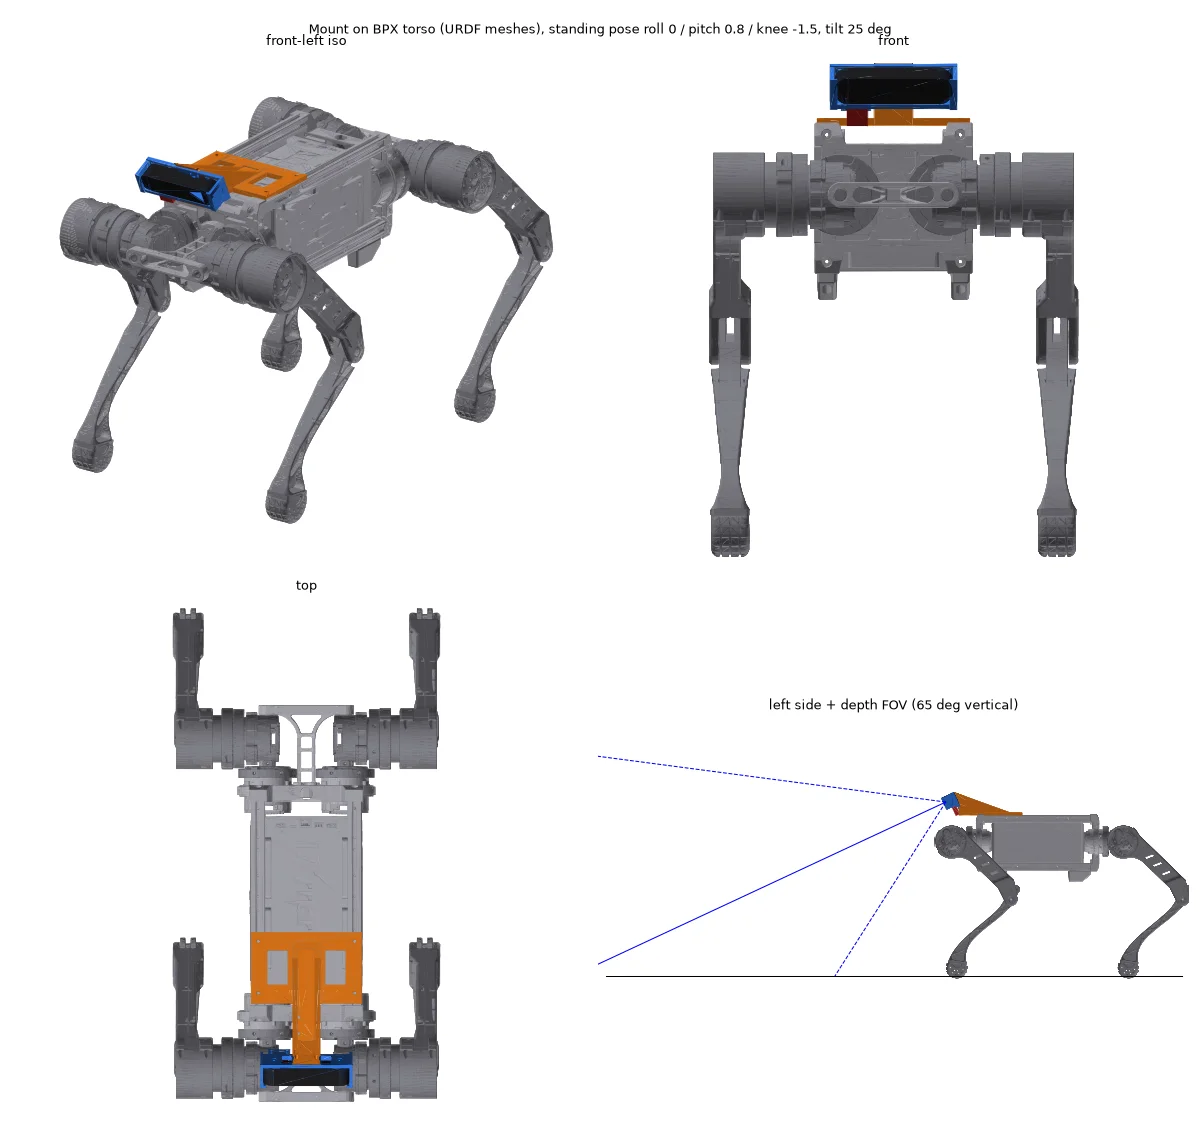 Mount on BPX torso (URDF meshes), standing pose roll 0 / pitch 0.8 / knee -1.5, tilt 25 deg
front-left iso
front
top
left side + depth FOV (65 deg vertical)